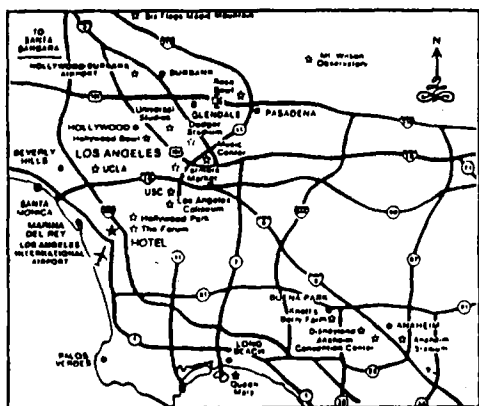 Six Flags Magic Mountain
TO
SANTA
BARBARA
HOLLYWOOD BURBANK
AIRPORT
BURBANK
Mt. Wilson
Observatory
N
Rose
Bowl
Universal
Studios
GLENDALE
PASADENA
Dodger
Stadium
HOLLYWOOD
Hollywood Bowl
Music
Center
LOS ANGELES
BEVERLY
HILLS
UCLA
Farmers
Market
USC
Los Angeles
Coliseum
SANTA
MONICA
Hollywood Park
The Forum
MARINA
DEL REY
LOS ANGELES
INTERNATIONAL
AIRPORT
HOTEL
BUENA PARK
Knott's
Berry Farm
ANAHEIM
Disneyland
Anaheim
Convention Center
Anaheim
Stadium
PALOS
VERDES
LONG
BEACH
Queen
Mary